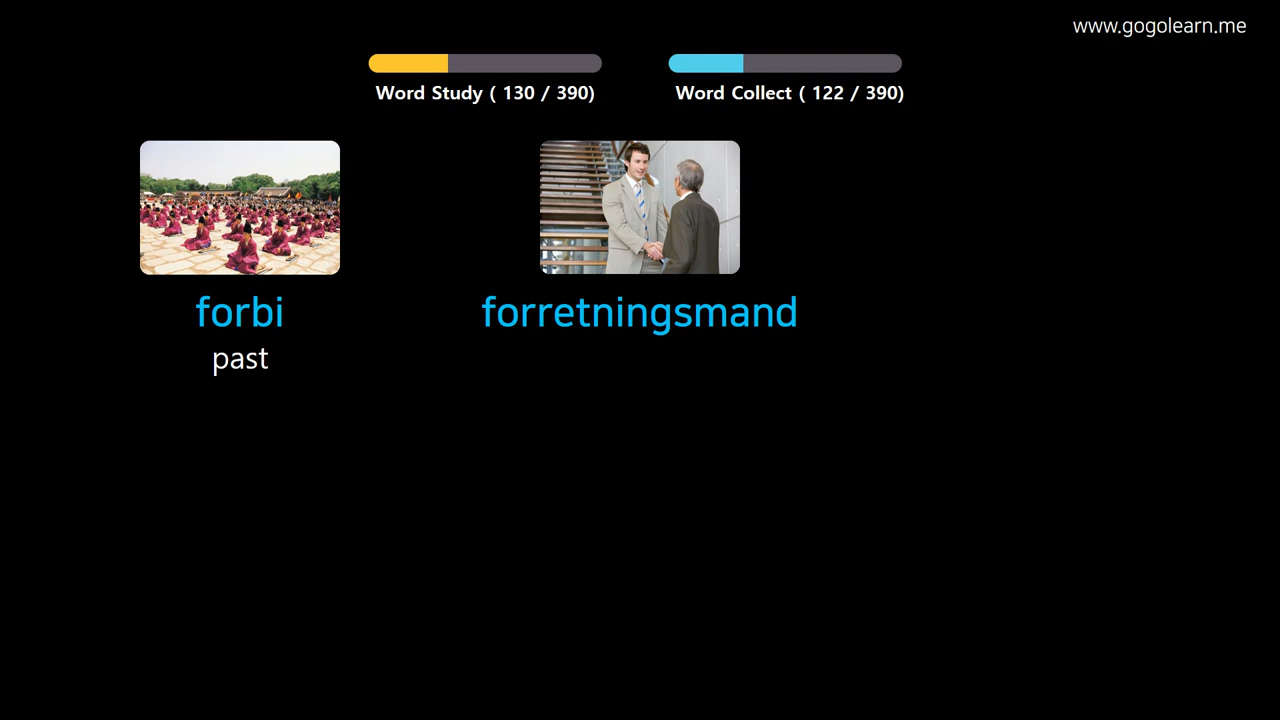 www.gogolearn.me
Word Study ( 130 / 390)
Word Collect ( 122 / 390)
forbi
forretningsmand
past